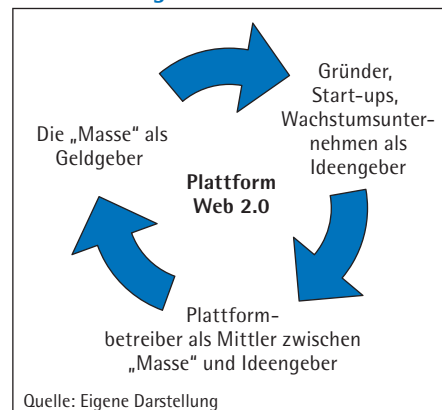 Die „Masse" als
Geldgeber
Gründer,
Start-ups,
Wachstumsunter-
nehmen als
Ideengeber
Plattform
Web 2.0
Plattform-
betreiber als Mittler zwischen
„Masse" und Ideengeber
Quelle: Eigene Darstellung